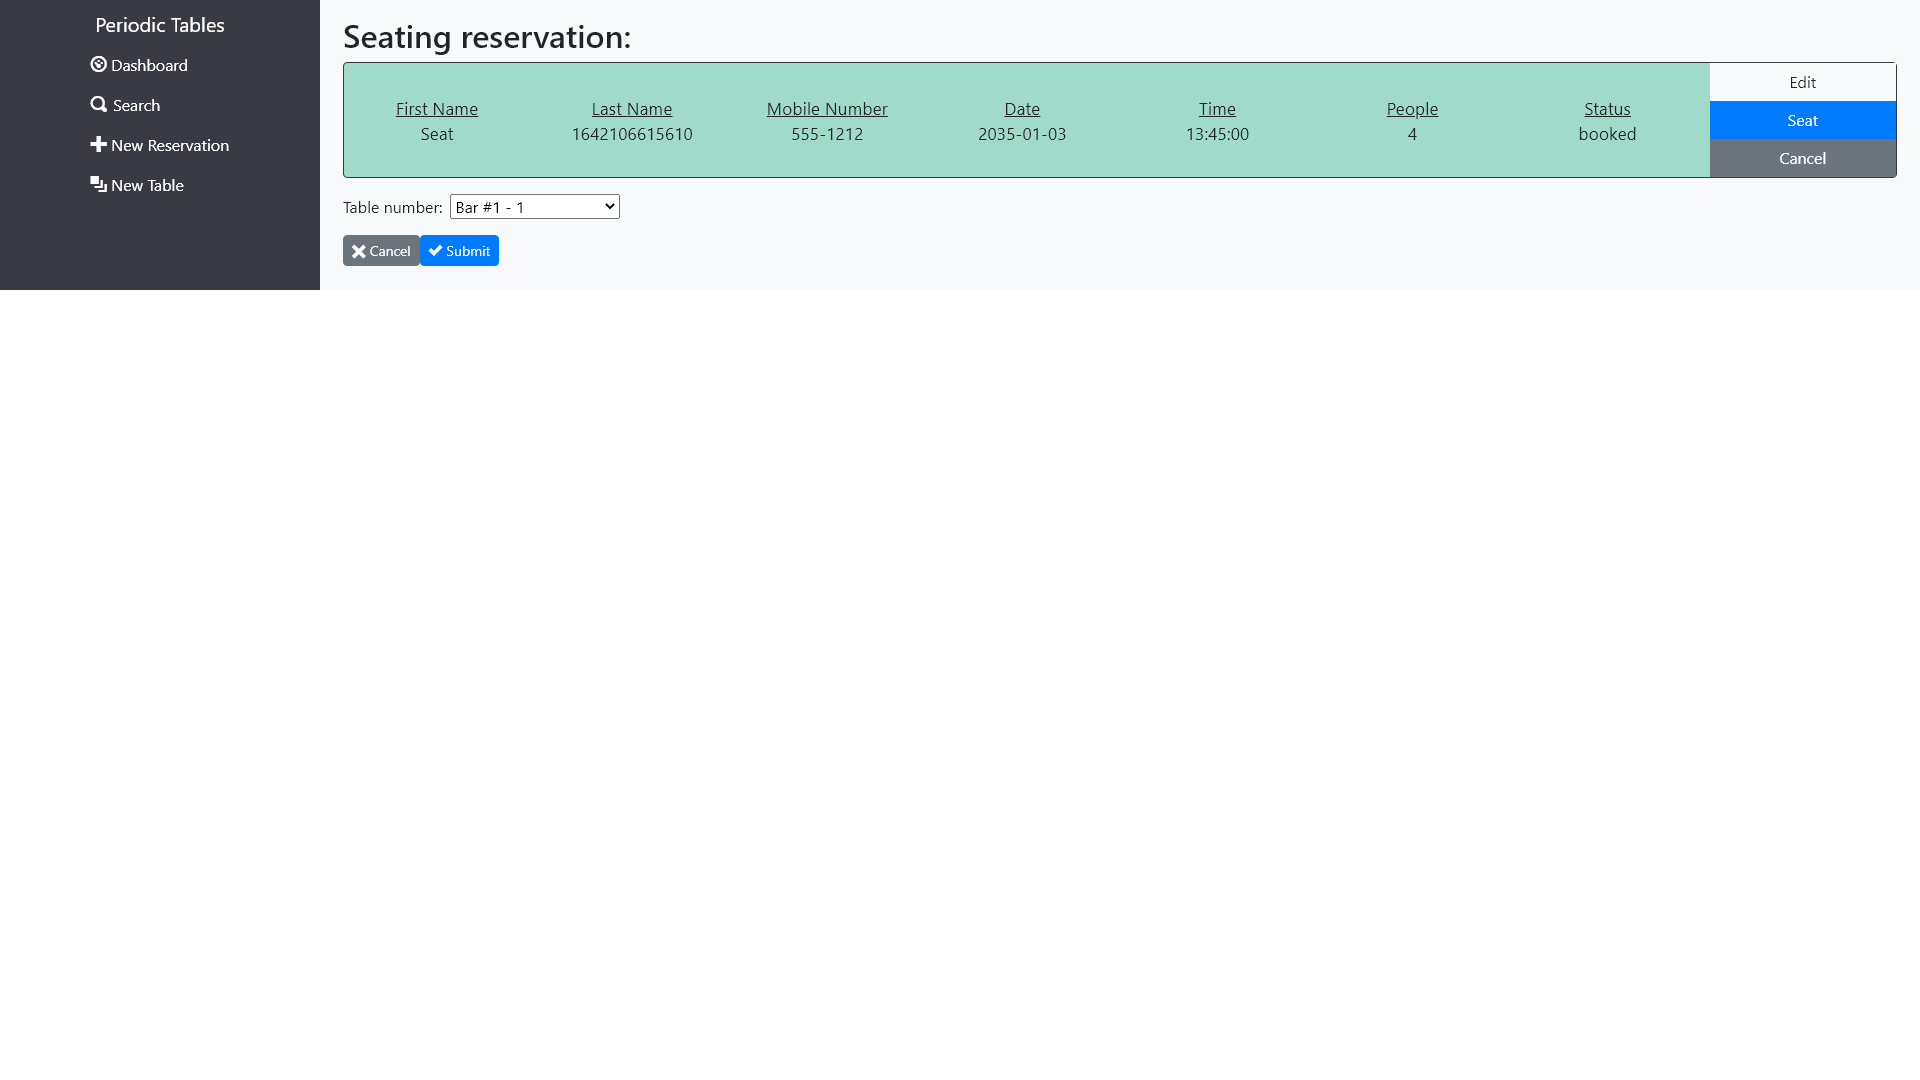 Periodic Tables
Dashboard
Search
New Reservation
New Table
Seating reservation:
First Name Last Name Mobile Number Date Time People Status
Seat 1642106615610 555-1212 2035-01-03 13:45:00 4 booked
Edit
Seat
Cancel
Table number: Bar #1 - 1
Cancel Submit